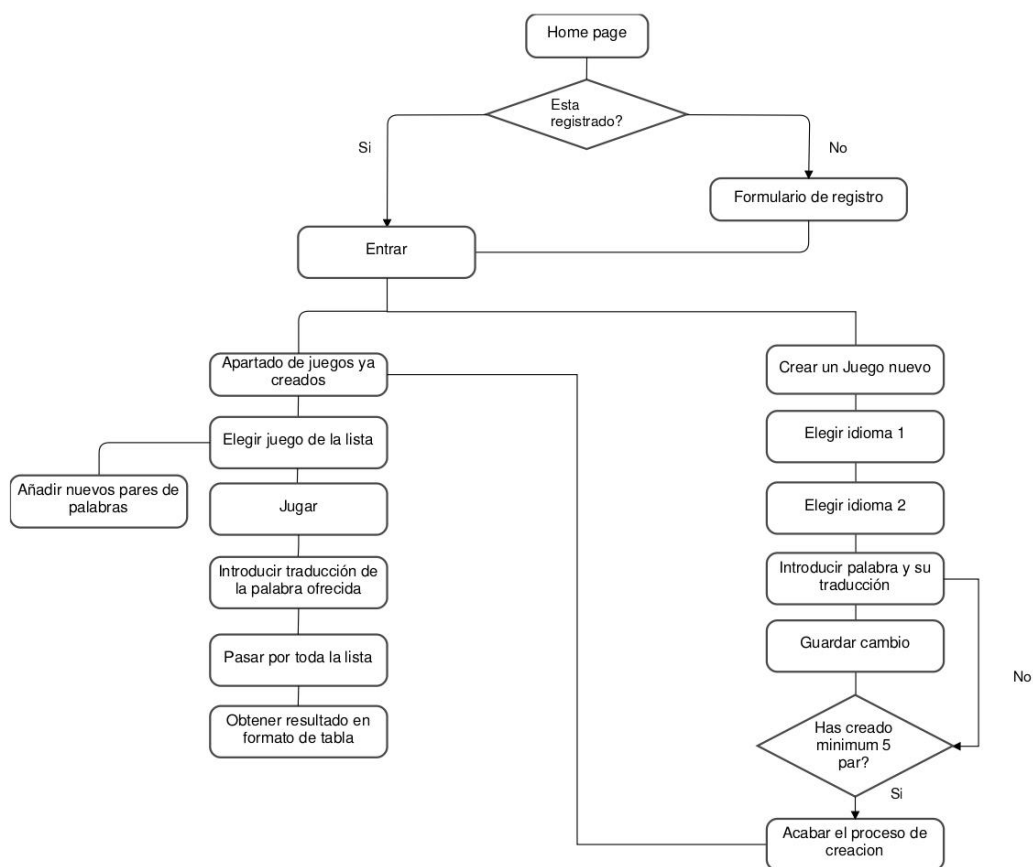 Home page
Esta
registrado?
Si
No
Formulario de registro
Entrar
Apartado de juegos ya
creados
Crear un Juego nuevo
Elegir juego de la lista
Elegir idioma 1
Añadir nuevos pares de
palabras
Jugar
Elegir idioma 2
Introducir traducción de
la palabra ofrecida
Introducir palabra y su
traducción
Pasar por toda la lista
Guardar cambio
No
Obtener resultado en
formato de tabla
Has creado
minimum 5
par?
Si
Acabar el proceso de
creacion